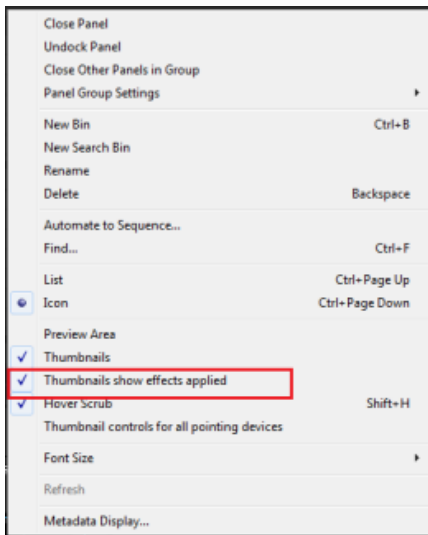 Close Panel
Undock Panel
Close Other Panels in Group
Panel Group Settings
New Bin Ctrl+B
New Search Bin
Rename
Delete Backspace
Automate to Sequence...
Find... Ctrl+F
List Ctrl+Page Up
Icon Ctrl+Page Down
Preview Area
Thumbnails
Thumbnails show effects applied
Hover Scrub Shift+H
Thumbnail controls for all pointing devices
Font Size
Refresh
Metadata Display...